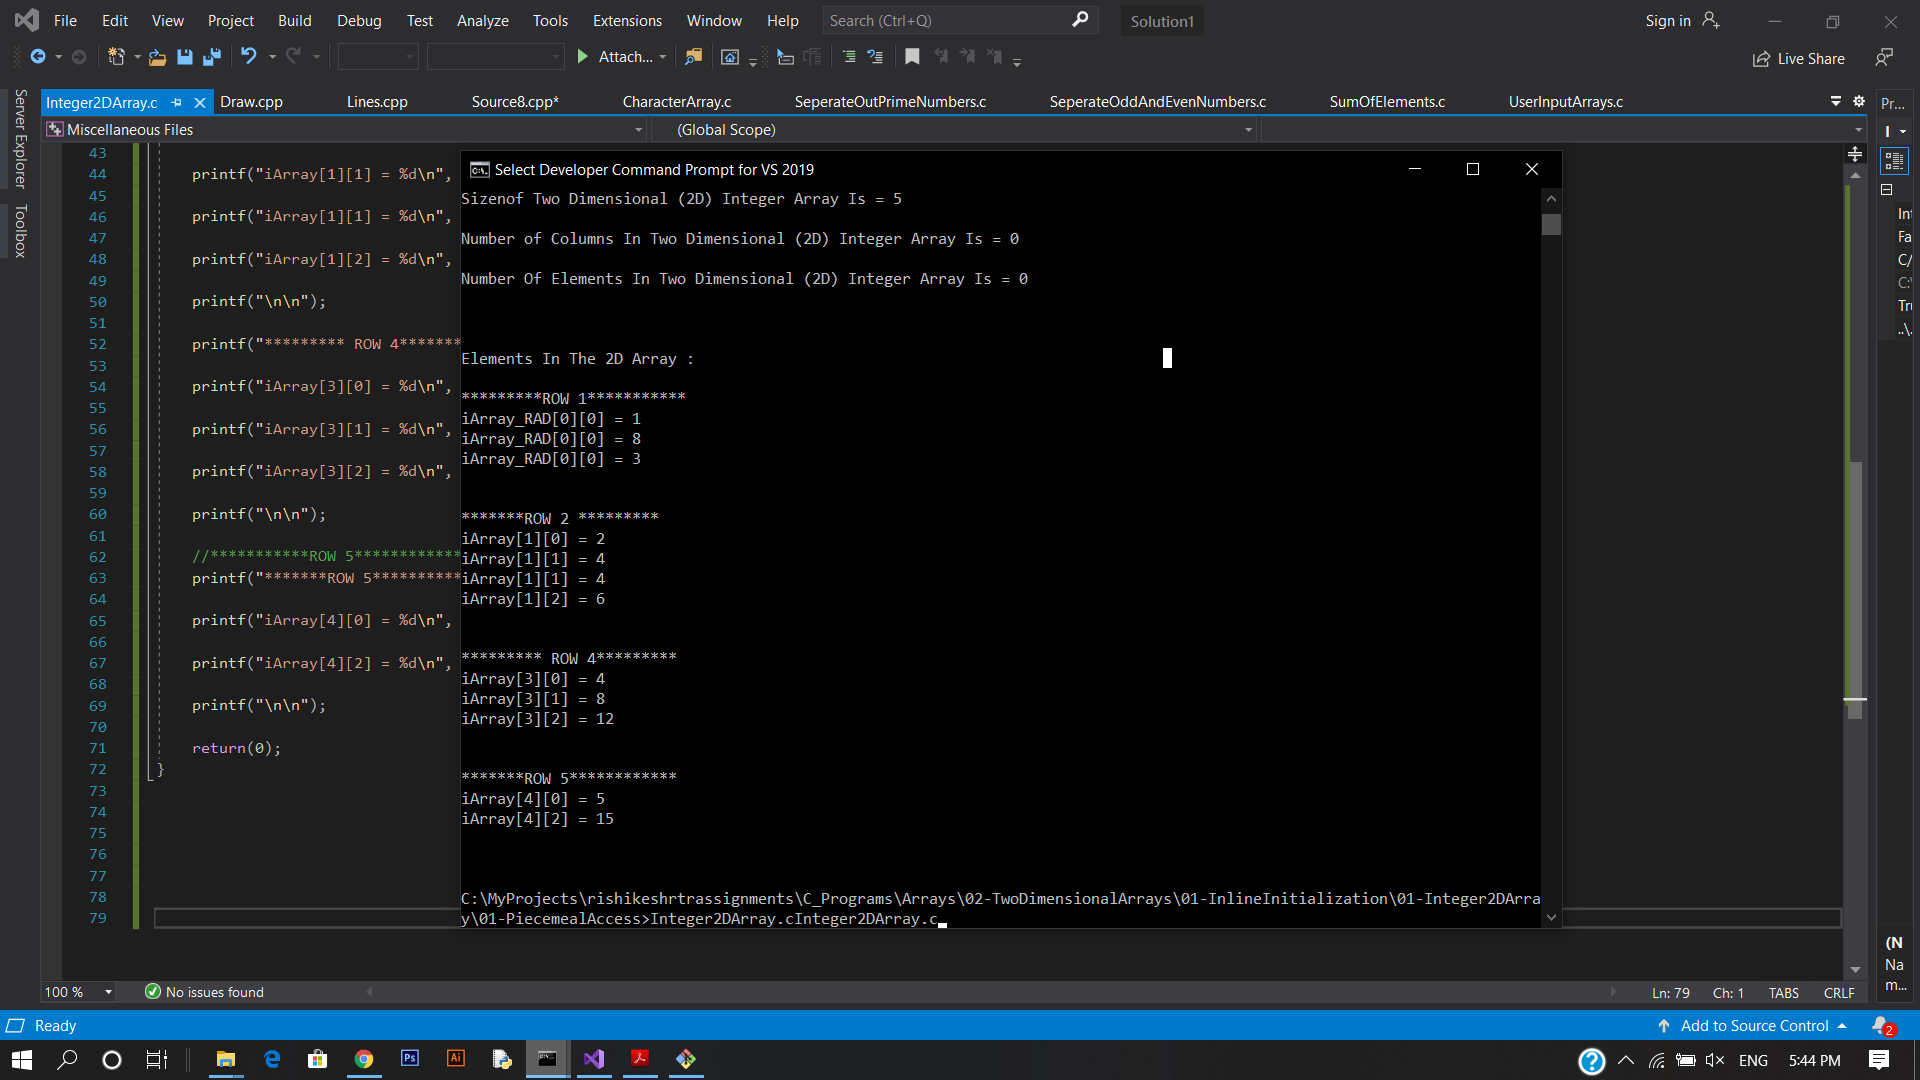 File Edit View Project Build Debug Test Analyze Tools Extensions Window Help Search (Ctrl+Q) Solution1 Sign in
Attach... Live Share
Server Explorer
Toolbox
Integer2DArray.c Draw.cpp Lines.cpp Source8.cpp* CharacterArray.c SeperateOutPrimeNumbers.c SeperateOddAndEvenNumbers.c SumOfElements.c UserInputArrays.c Pr...
Miscellaneous Files (Global Scope)
43
44 printf("iArray[1][1] = %d\n",
45
46 printf("iArray[1][1] = %d\n",
47
48 printf("iArray[1][2] = %d\n",
49
50 printf("\n\n");
51
52 printf("********* ROW 4*******
53
54 printf("iArray[3][0] = %d\n",
55
56 printf("iArray[3][1] = %d\n",
57
58 printf("iArray[3][2] = %d\n",
59
60 printf("\n\n");
61
62 //***********ROW 5************
63 printf("*******ROW 5**********
64
65 printf("iArray[4][0] = %d\n",
66
67 printf("iArray[4][2] = %d\n",
68
69 printf("\n\n");
70
71 return(0);
72 }
73
74
75
76
77
78
79
Select Developer Command Prompt for VS 2019
Sizenof Two Dimensional (2D) Integer Array Is = 5
Number of Columns In Two Dimensional (2D) Integer Array Is = 0
Number Of Elements In Two Dimensional (2D) Integer Array Is = 0
Elements In The 2D Array :
*********ROW 1***********
iArray_RAD[0][0] = 1
iArray_RAD[0][0] = 8
iArray_RAD[0][0] = 3
*******ROW 2 *********
iArray[1][0] = 2
iArray[1][1] = 4
iArray[1][1] = 4
iArray[1][2] = 6
********* ROW 4*********
iArray[3][0] = 4
iArray[3][1] = 8
iArray[3][2] = 12
*******ROW 5************
iArray[4][0] = 5
iArray[4][2] = 15
C:\MyProjects\rishikeshrtrassignments\C_Programs\Arrays\02-TwoDimensionalArrays\01-InlineInitialization\01-Integer2DArra
y\01-PiecemealAccess>Integer2DArray.cInteger2DArray.c
I
Int
Fa
C/
C:\
Tru
..\.
(N
Na
m...
100 % No issues found Ln: 79 Ch: 1 TABS CRLF
Ready Add to Source Control 2
Ps Ai ENG 5:44 PM